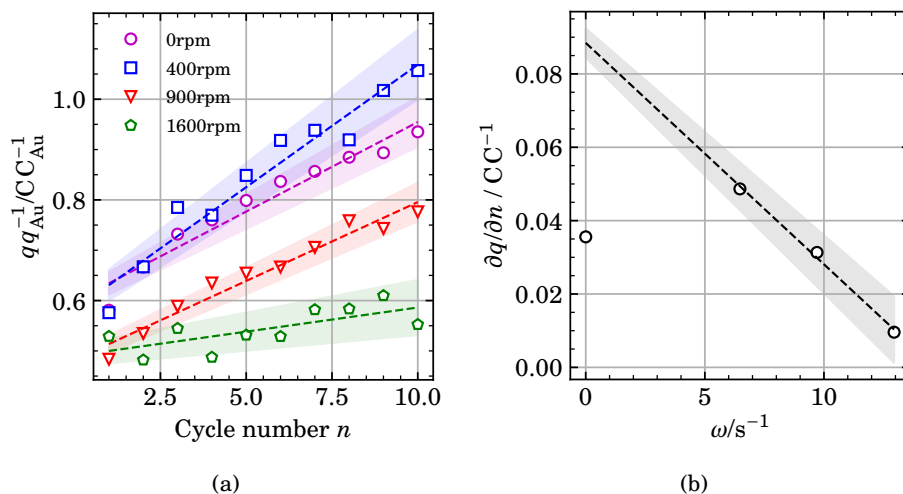 0rpm
400rpm
900rpm
1600rpm
qq_Au^−1/CC_Au^−1
1.0
0.8
0.6
2.5
5.0
7.5
10.0
Cycle number n
(a)
∂q/∂n / CC^−1
0.08
0.06
0.04
0.02
0.00
0
5
10
ω/s^−1
(b)